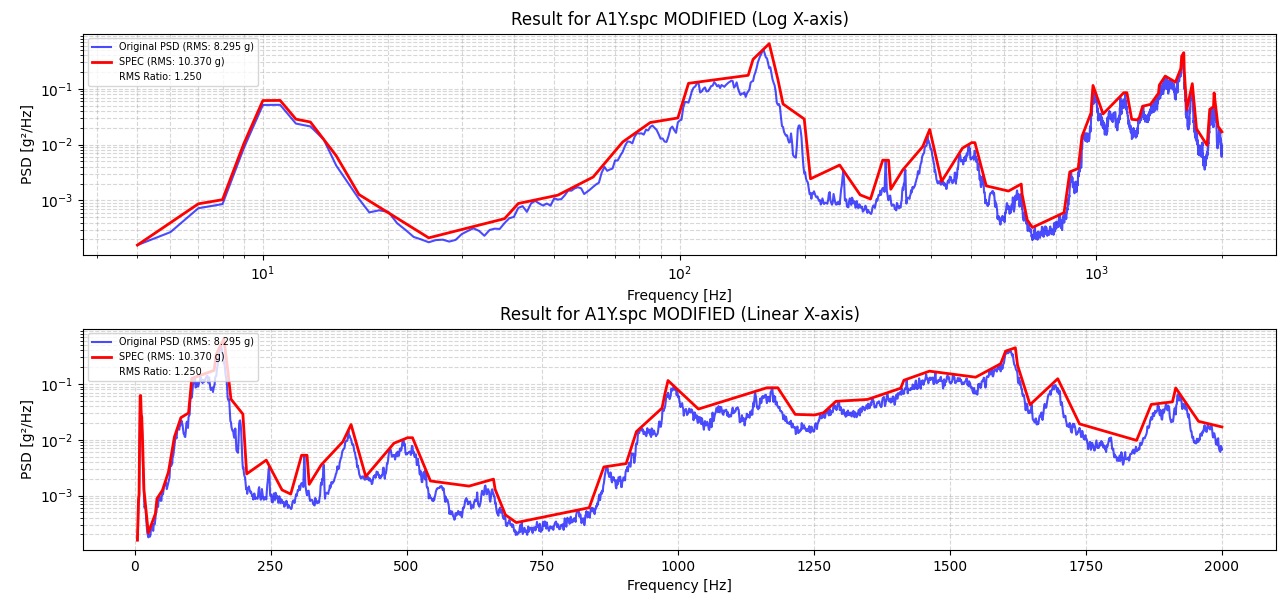 Result for A1Y.spc MODIFIED (Log X-axis)
Original PSD (RMS: 8.295 g)
SPEC (RMS: 10.370 g)
RMS Ratio: 1.250
PSD [g²/Hz]
10⁻¹
10⁻²
10⁻³
10¹
10²
10³
Frequency [Hz]
Result for A1Y.spc MODIFIED (Linear X-axis)
Original PSD (RMS: 8.295 g)
SPEC (RMS: 10.370 g)
RMS Ratio: 1.250
PSD [g²/Hz]
10⁻¹
10⁻²
10⁻³
0 250 500 750 1000 1250 1500 1750 2000
Frequency [Hz]